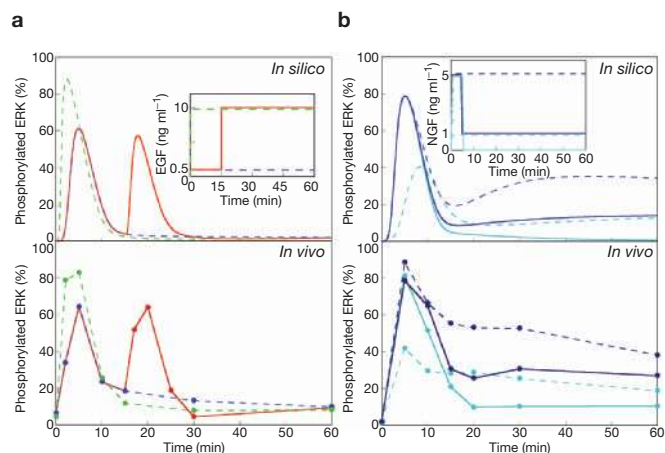 a
b
In silico
Phosphorylated ERK (%)
100
80
60
40
20
0
EGF (ng ml⁻¹)
10
0.5
0 15 30 45 60
Time (min)
In silico
Phosphorylated ERK (%)
100
80
60
40
20
0
NGF (ng ml⁻¹)
5
1
0 10 20 30 40 50 60
Time (min)
In vivo
Phosphorylated ERK (%)
100
80
60
40
20
0
0 10 20 30 40 60
Time (min)
In vivo
Phosphorylated ERK (%)
100
80
60
40
20
0
0 10 20 30 40 60
Time (min)